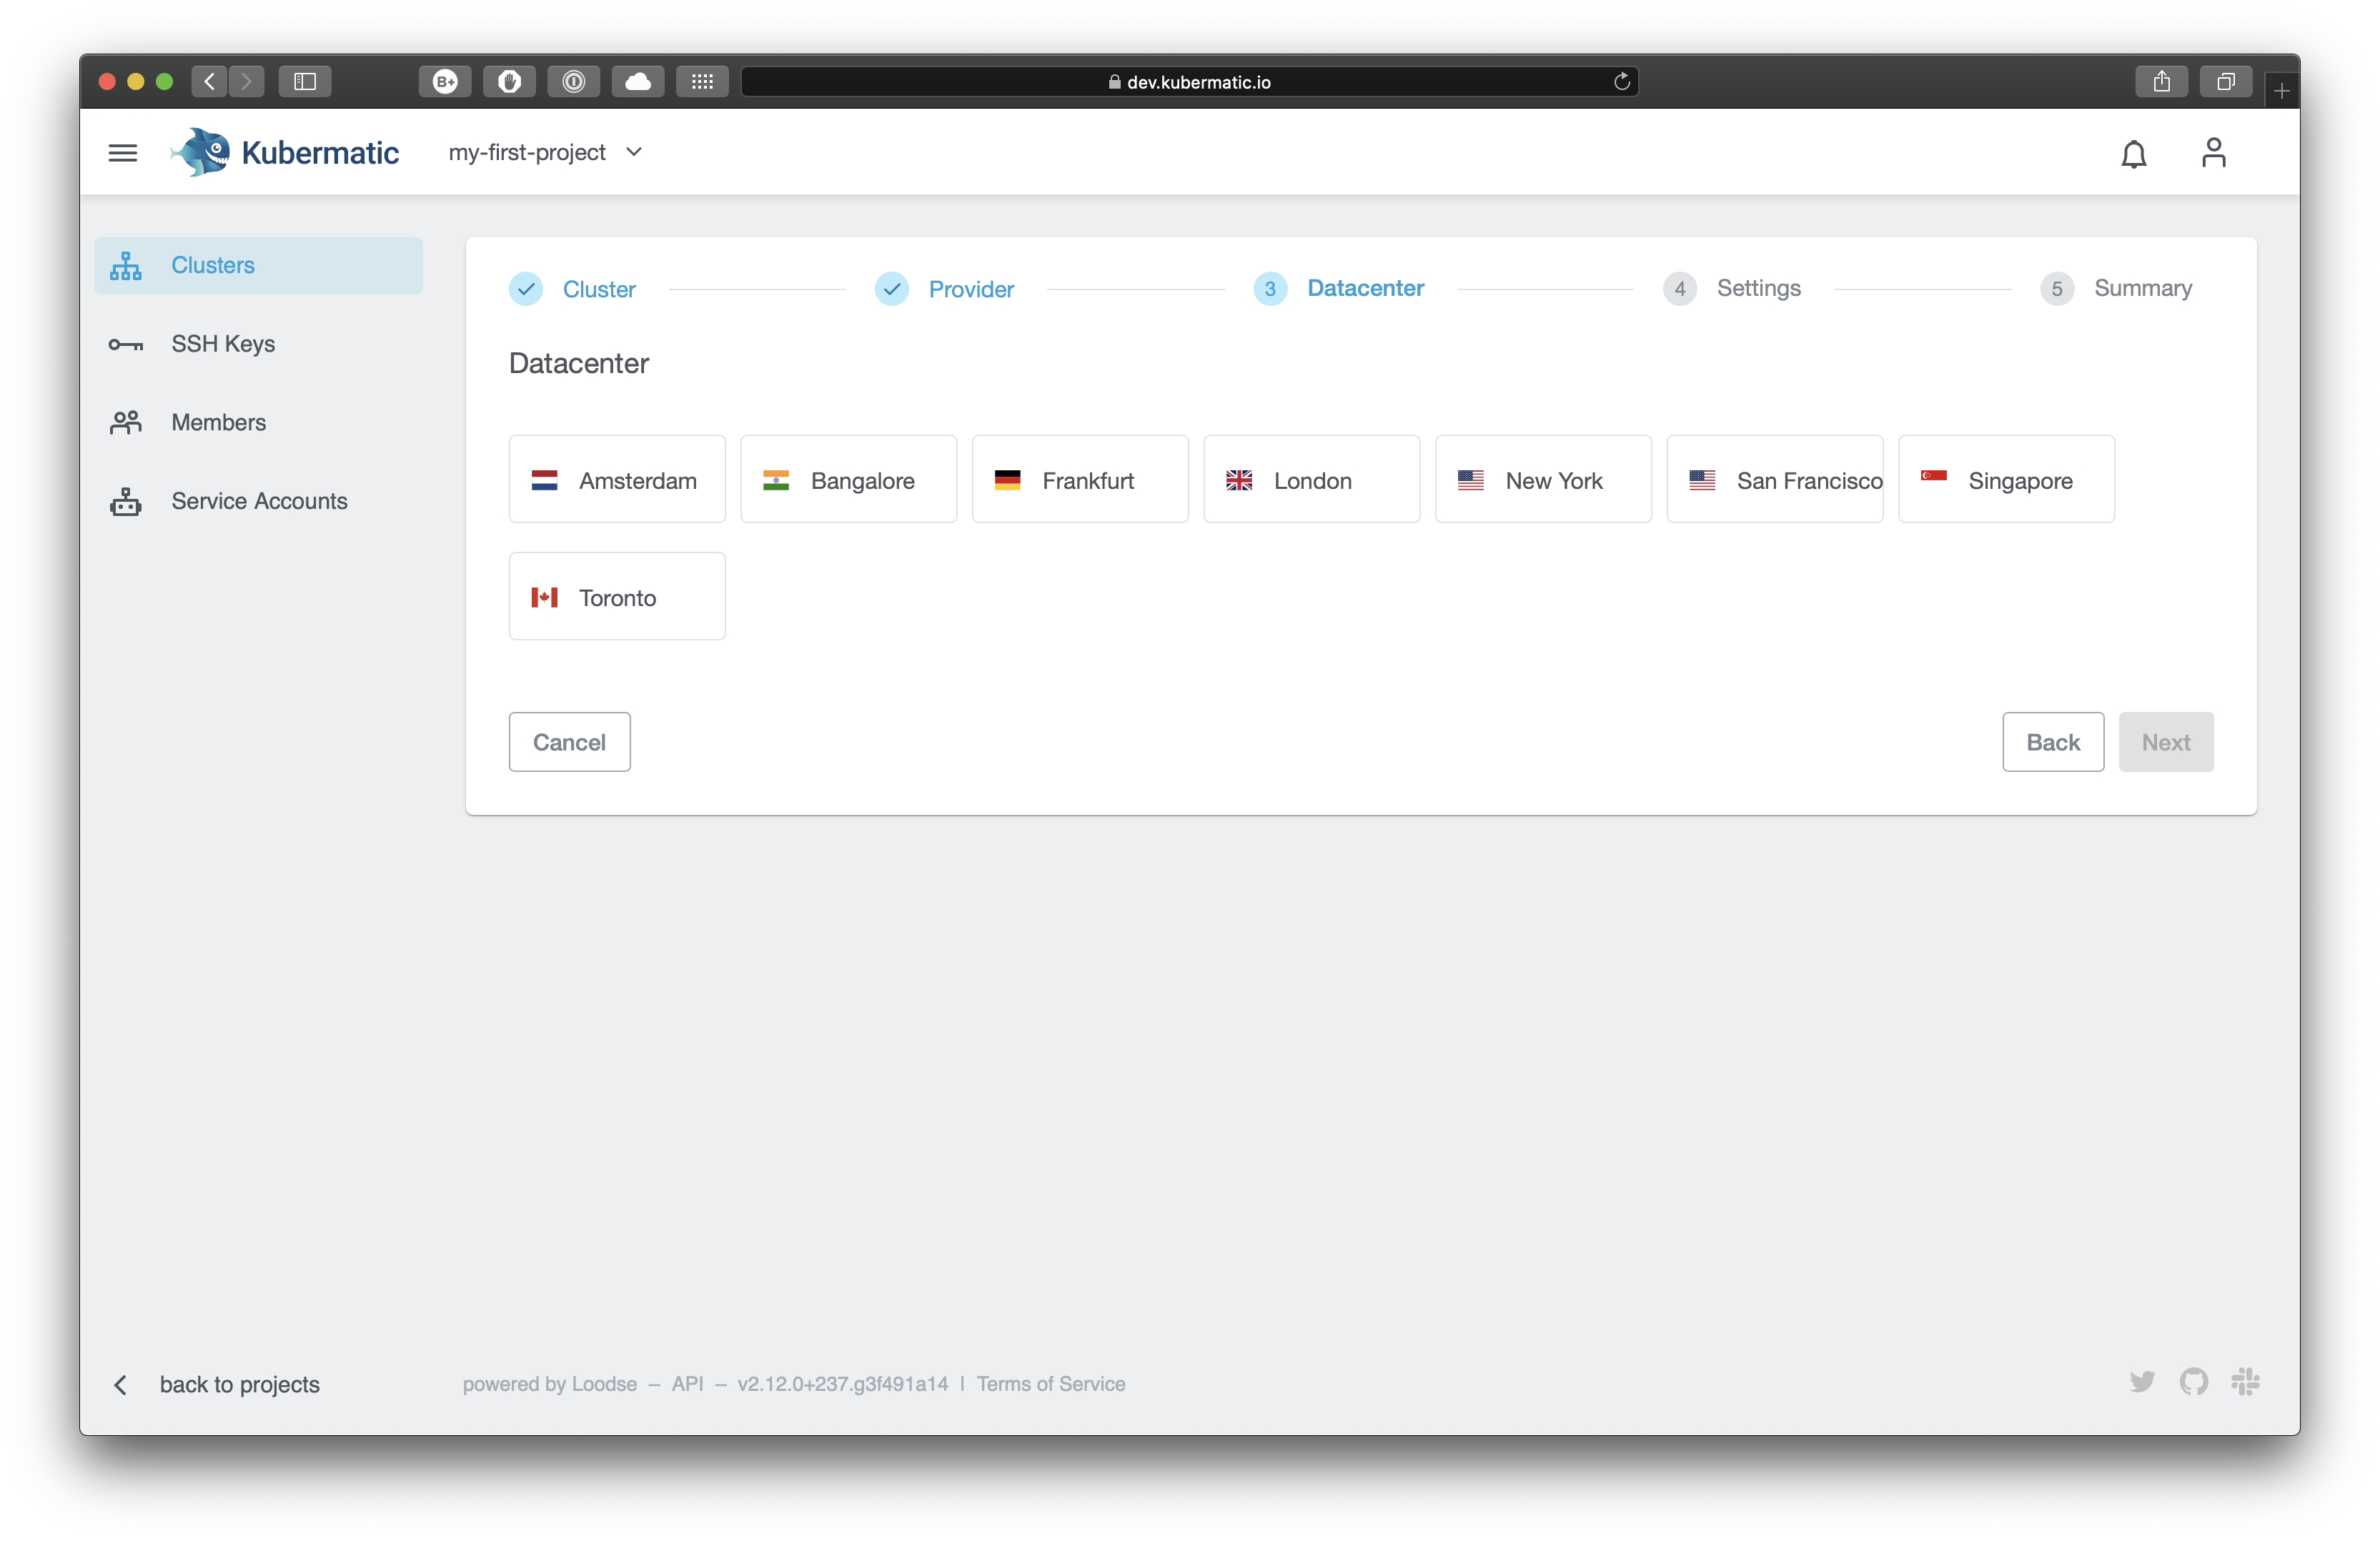 B+
dev.kubermatic.io
Kubermatic
my-first-project
Clusters
SSH Keys
Members
Service Accounts
Cluster
Provider
3 Datacenter
4 Settings
5 Summary
Datacenter
Amsterdam
Bangalore
Frankfurt
London
New York
San Francisco
Singapore
Toronto
Cancel
Back
Next
back to projects
powered by Loodse – API – v2.12.0+237.g3f491a14 | Terms of Service